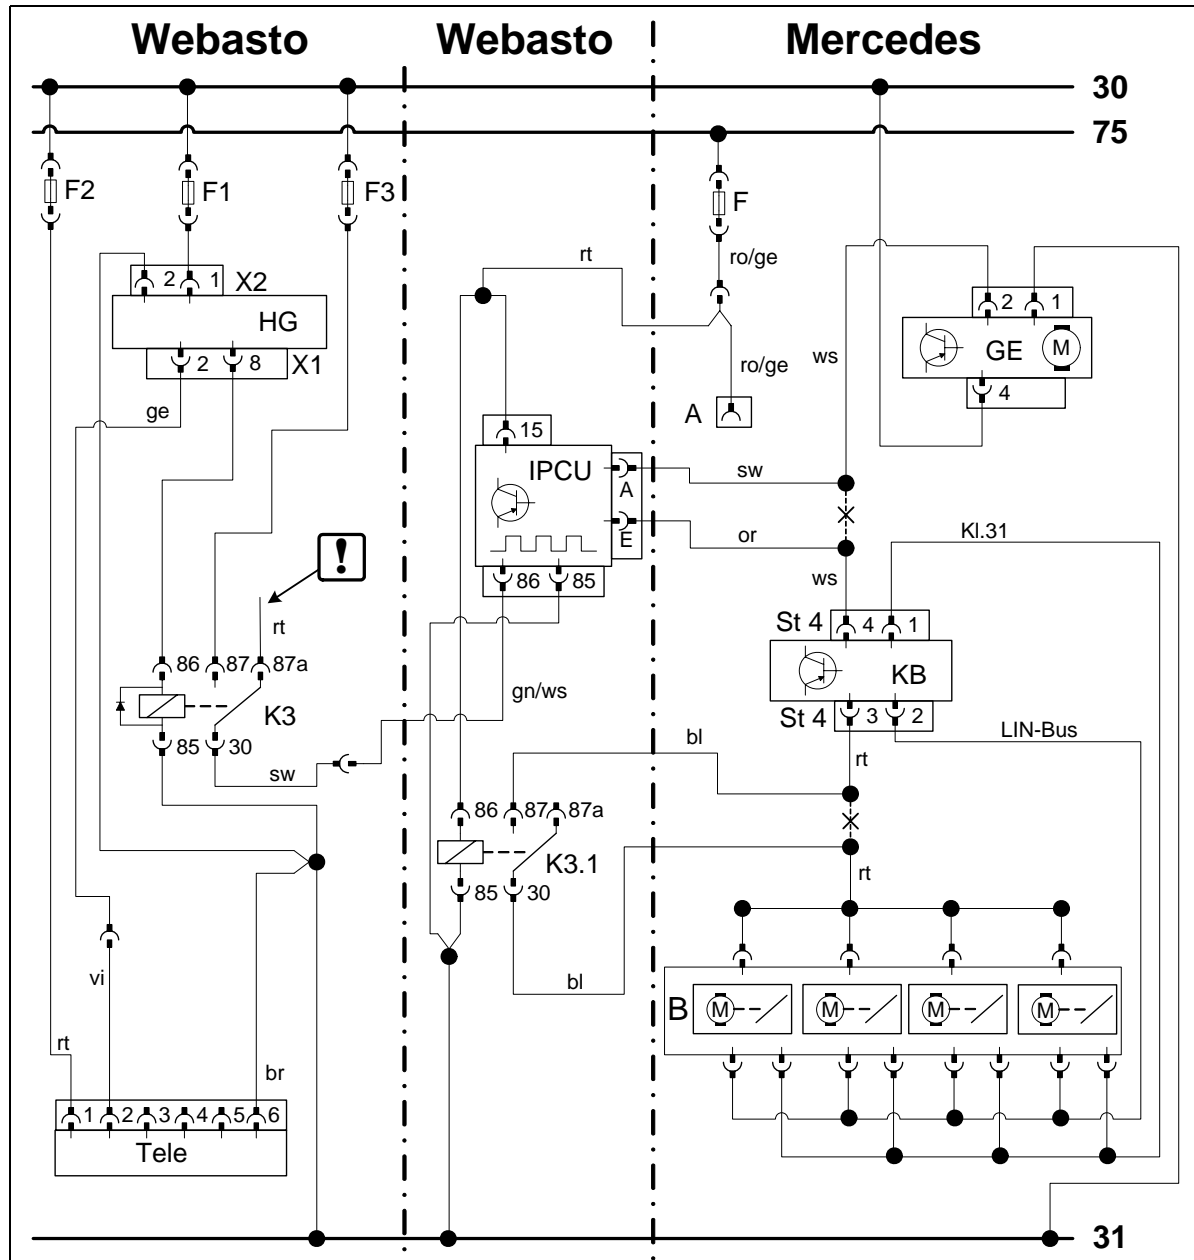 Webasto
Webasto
Mercedes
30
75
F2
F1
F3
F
rt
ro/ge
2
1
X2
HG
2
8
X1
ge
2
1
GE
M
4
ws
ro/ge
A
15
IPCU
A
E
86
85
sw
or
Kl.31
ws
!
rt
St 4
4
1
KB
St 4
3
2
86
87
87a
K3
85
30
sw
gn/ws
bl
LIN-Bus
rt
86
87
87a
K3.1
85
30
rt
bl
vi
B
M
M
M
M
rt
br
1
2
3
4
5
6
Tele
31